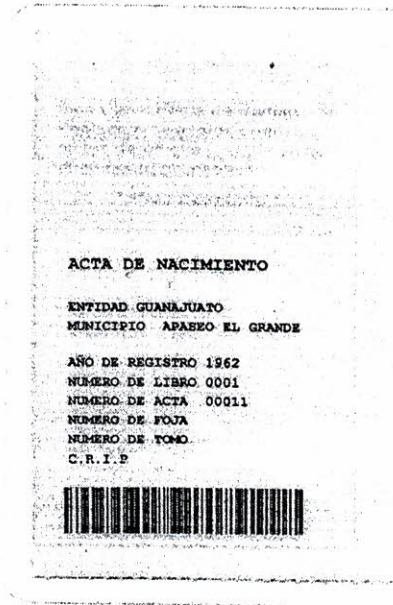 ACTA DE NACIMIENTO
ENTIDAD GUANAJUATO
MUNICIPIO APASEO EL GRANDE
AÑO DE REGISTRO 1962
NUMERO DE LIBRO 0001
NUMERO DE ACTA 00011
NUMERO DE FOJA
NUMERO DE TOMO
C.R.I.P